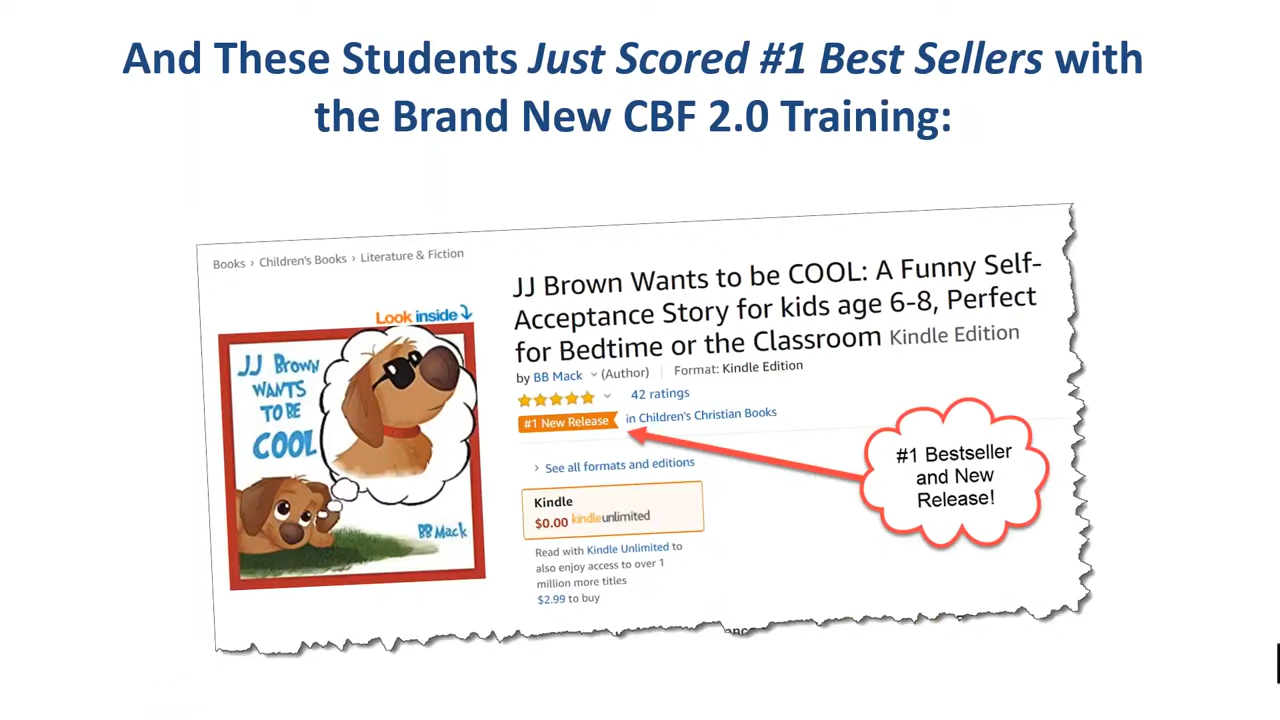 And These Students Just Scored #1 Best Sellers with
the Brand New CBF 2.0 Training:
Books › Children's Books › Literature & Fiction
Look inside
JJ Brown
WANTS
TO BE
COOL
BB Mack
JJ Brown Wants to be COOL: A Funny Self-
Acceptance Story for kids age 6-8, Perfect
for Bedtime or the Classroom Kindle Edition
by BB Mack (Author) | Format: Kindle Edition
42 ratings
#1 New Release in Children's Christian Books
› See all formats and editions
Kindle
$0.00 kindleunlimited
Read with Kindle Unlimited to
also enjoy access to over 1
million more titles
$2.99 to buy
#1 Bestseller
and New
Release!